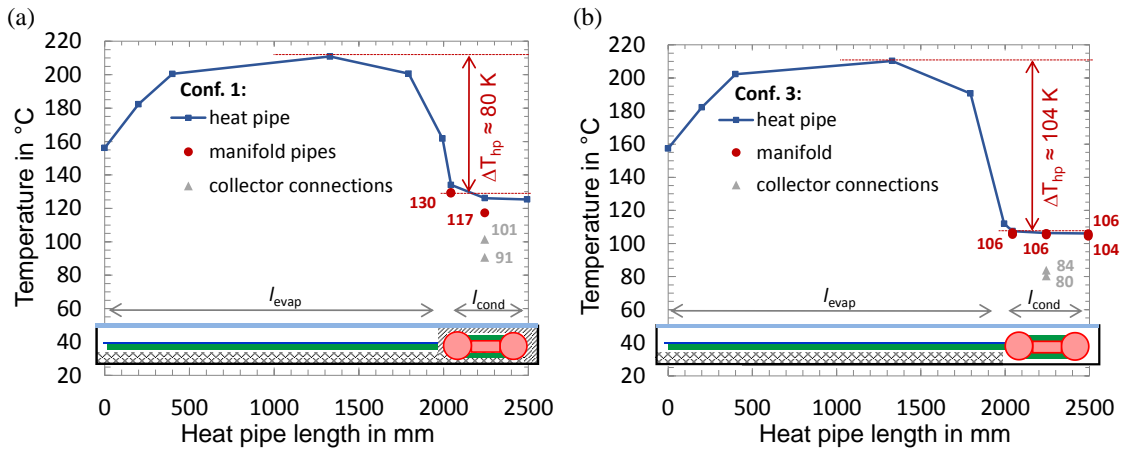 (a)
220
200
180
160
140
120
100
80
60
40
20
Temperature in °C
Conf. 1:
heat pipe
manifold pipes
collector connections
ΔT_hp ≈ 80 K
130
117
101
91
l_evap
l_cond
0 500 1000 1500 2000 2500
Heat pipe length in mm
(b)
220
200
180
160
140
120
100
80
60
40
20
Temperature in °C
Conf. 3:
heat pipe
manifold
collector connections
ΔT_hp ≈ 104 K
106
106
106
104
84
80
l_evap
l_cond
0 500 1000 1500 2000 2500
Heat pipe length in mm